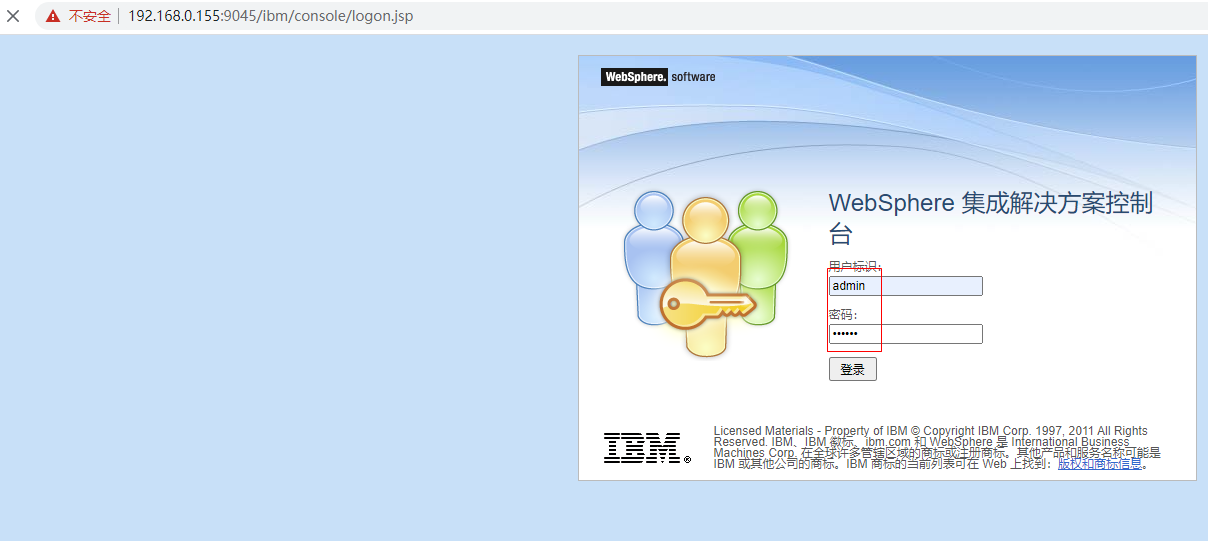 不安全 192.168.0.155:9045/ibm/console/logon.jsp
WebSphere. software
WebSphere 集成解决方案控制
台
用户标识：
admin
密码：
••••••
登录
IBM®
Licensed Materials - Property of IBM © Copyright IBM Corp. 1997, 2011 All Rights
Reserved. IBM、IBM 徽标、ibm.com 和 WebSphere 是 International Business
Machines Corp. 在全球许多管辖区域的商标或注册商标。其他产品和服务名称可能是
IBM 或其他公司的商标。IBM 商标的当前列表可在 Web 上找到：版权和商标信息。